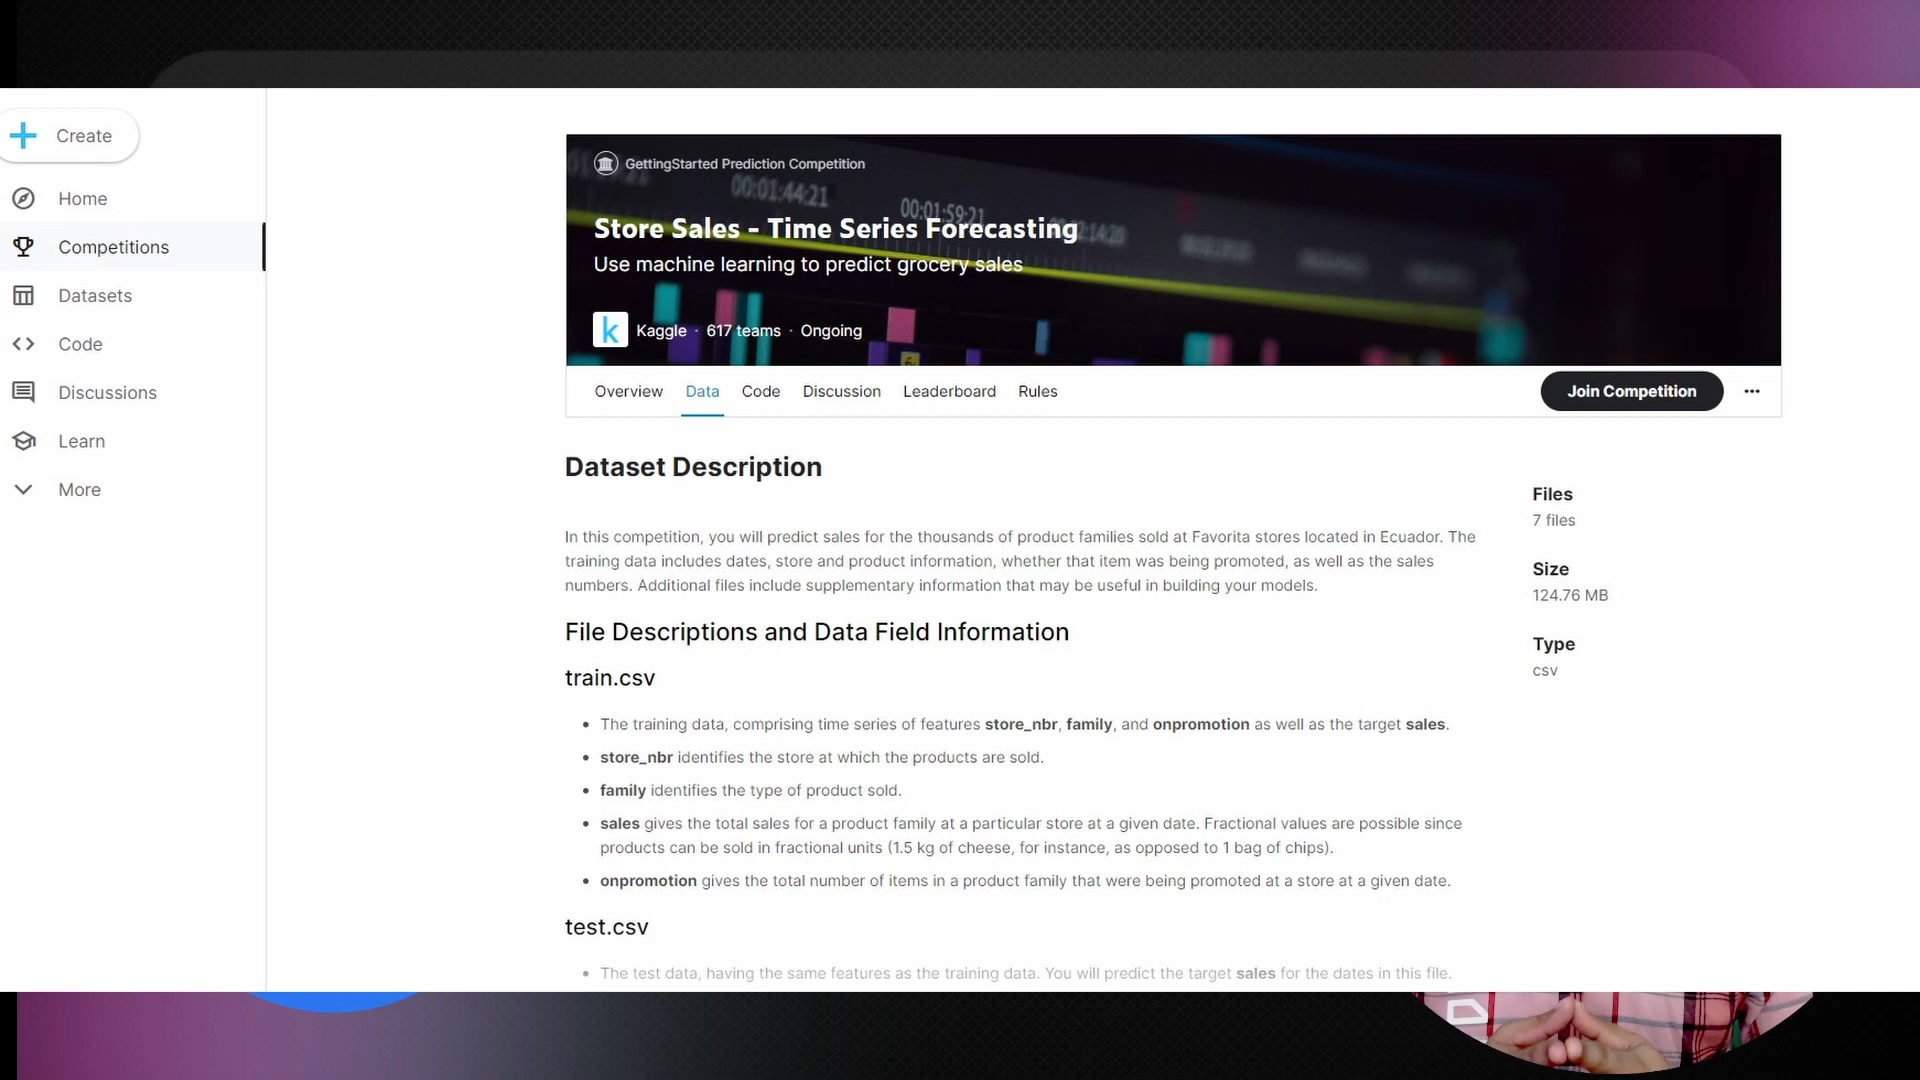 Create
Home
Competitions
Datasets
Code
Discussions
Learn
More
GettingStarted Prediction Competition
00:01:44:21
00:01:59:21
Store Sales - Time Series Forecasting
Use machine learning to predict grocery sales
k
Kaggle · 617 teams · Ongoing
Overview
Data
Code
Discussion
Leaderboard
Rules
Join Competition
Dataset Description
In this competition, you will predict sales for the thousands of product families sold at Favorita stores located in Ecuador. The
training data includes dates, store and product information, whether that item was being promoted, as well as the sales
numbers. Additional files include supplementary information that may be useful in building your models.
File Descriptions and Data Field Information
train.csv
• The training data, comprising time series of features store_nbr, family, and onpromotion as well as the target sales.
• store_nbr identifies the store at which the products are sold.
• family identifies the type of product sold.
• sales gives the total sales for a product family at a particular store at a given date. Fractional values are possible since
products can be sold in fractional units (1.5 kg of cheese, for instance, as opposed to 1 bag of chips).
• onpromotion gives the total number of items in a product family that were being promoted at a store at a given date.
test.csv
• The test data, having the same features as the training data. You will predict the target sales for the dates in this file.
Files
7 files
Size
124.76 MB
Type
csv